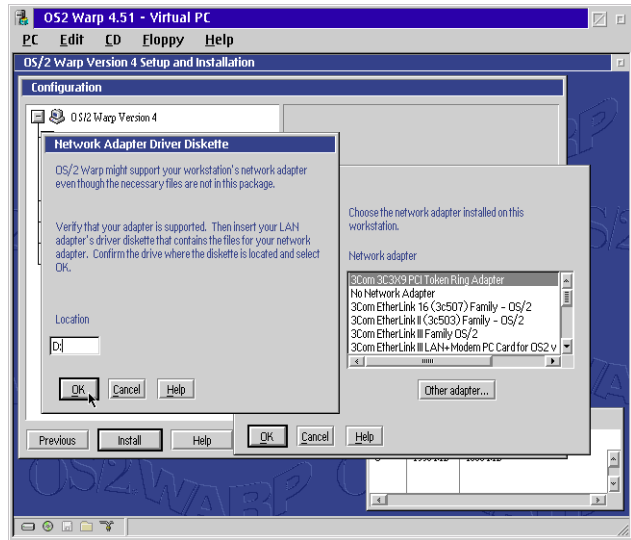 OS2 Warp 4.51 - Virtual PC
PC Edit CD Floppy Help
OS/2 Warp Version 4 Setup and Installation
Configuration
OS/2 Warp Version 4
Network Adapter Driver Diskette
OS/2 Warp might support your workstation's network adapter
even though the necessary files are not in this package.
Verify that your adapter is supported. Then insert your LAN
adapter's driver diskette that contains the files for your network
adapter. Confirm the drive where the diskette is located and select
OK.
Location
D:
OK Cancel Help
Choose the network adapter installed on this
workstation.
Network adapter
3Com 3C3X9 PCI Token Ring Adapter
No Network Adapter
3Com EtherLink 16 (3c507) Family - OS/2
3Com EtherLink II (3c503) Family - OS/2
3Com EtherLink III Family OS/2
3Com EtherLink III LAN+Modem PC Card for OS2 v
Other adapter...
OK Cancel Help
Previous Install Help
OS2 WARP